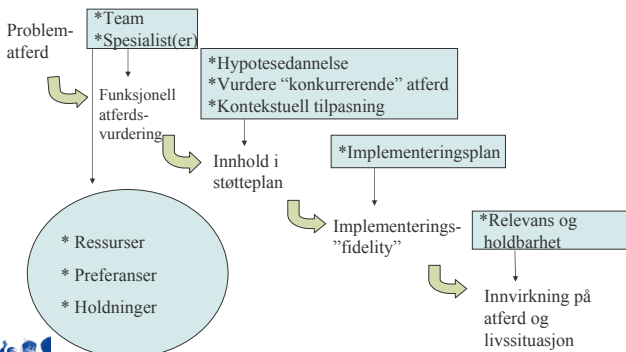 Problem-
atferd
*Team
*Spesialist(er)
Funksjonell
atferds-
vurdering
*Hypotesedannelse
*Vurdere “konkurrerende” atferd
*Kontekstuell tilpasning
Innhold i
støtteplan
*Implementeringsplan
Implementerings-
”fidelity”
*Relevans og
holdbarhet
Innvirkning på
atferd og
livssituasjon
* Ressurser
* Preferanser
* Holdninger